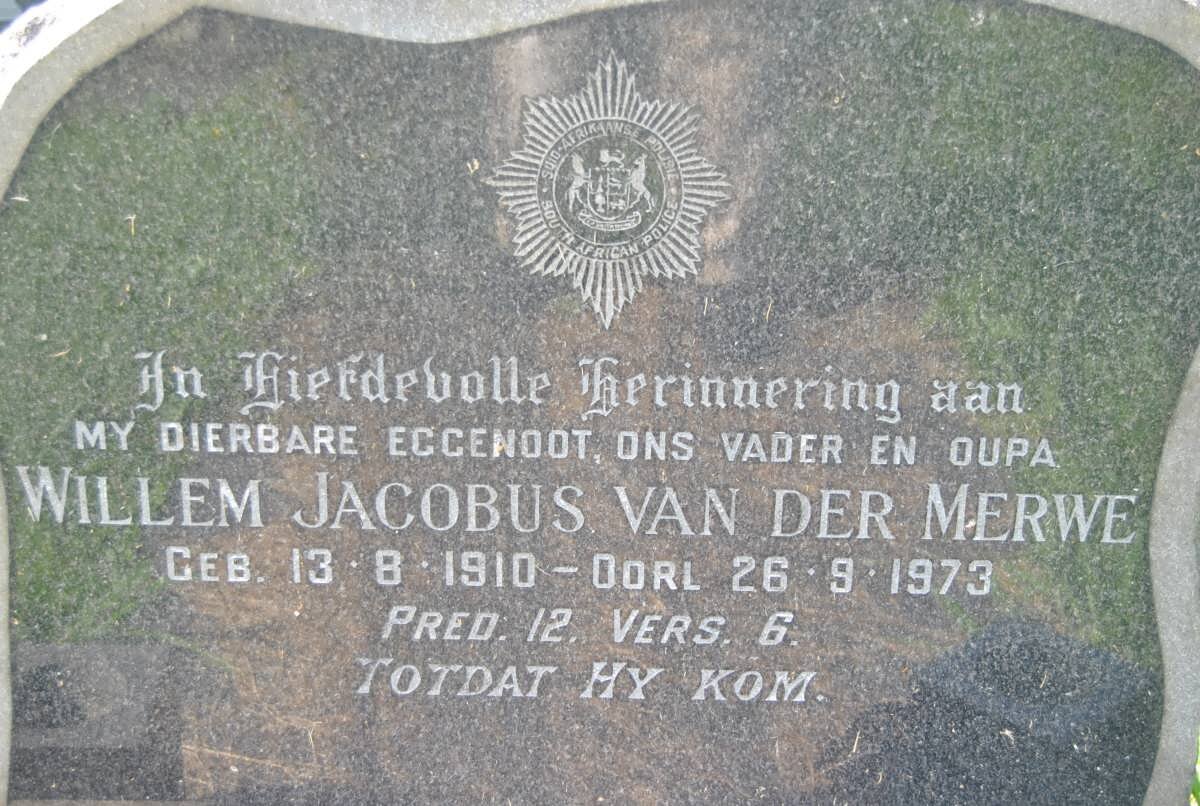 SUID-AFRIKAANSE POLISIE
SOUTH AFRICAN POLICE
In Liefdevolle Herinnering aan
MY DIERBARE EGGENOOT, ONS VADER EN OUPA
WILLEM JACOBUS VAN DER MERWE
GEB. 13·8·1910 – OORL 26·9·1973
PRED. 12. VERS. 6.
TOTDAT HY KOM.